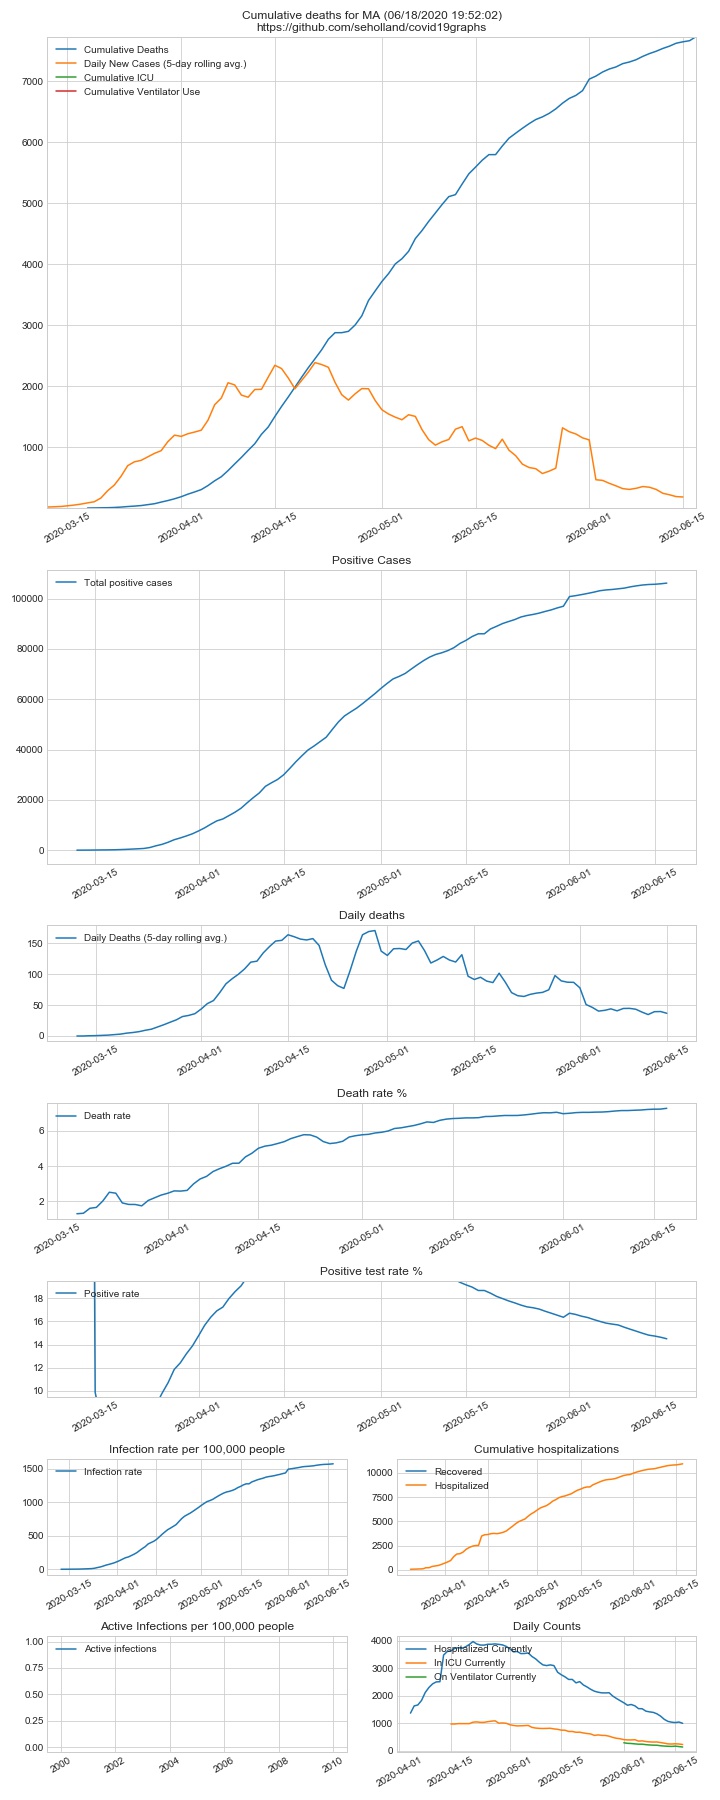 Cumulative deaths for MA (06/18/2020 19:52:02)
https://github.com/seholland/covid19graphs
Cumulative Deaths
Daily New Cases (5-day rolling avg.)
Cumulative ICU
Cumulative Ventilator Use
7000
6000
5000
4000
3000
2000
1000
2020-03-15 2020-04-01 2020-04-15 2020-05-01 2020-05-15 2020-06-01 2020-06-15
Positive Cases
Total positive cases
100000
80000
60000
40000
20000
0
2020-03-15 2020-04-01 2020-04-15 2020-05-01 2020-05-15 2020-06-01 2020-06-15
Daily deaths
Daily Deaths (5-day rolling avg.)
150
100
50
0
2020-03-15 2020-04-01 2020-04-15 2020-05-01 2020-05-15 2020-06-01 2020-06-15
Death rate %
Death rate
6
4
2
2020-03-15 2020-04-01 2020-04-15 2020-05-01 2020-05-15 2020-06-01 2020-06-15
Positive test rate %
Positive rate
18
16
14
12
10
2020-03-15 2020-04-01 2020-04-15 2020-05-01 2020-05-15 2020-06-01 2020-06-15
Infection rate per 100,000 people
Infection rate
1500
1000
500
0
2020-03-15 2020-04-01 2020-04-15 2020-05-01 2020-05-15 2020-06-01 2020-06-15
Cumulative hospitalizations
Recovered
Hospitalized
10000
7500
5000
2500
0
2020-04-01 2020-04-15 2020-05-01 2020-05-15 2020-06-01 2020-06-15
Active Infections per 100,000 people
Active infections
1.00
0.75
0.50
0.25
0.00
2000 2002 2004 2006 2008 2010
Daily Counts
Hospitalized Currently
In ICU Currently
On Ventilator Currently
4000
3000
2000
1000
0
2020-04-01 2020-04-15 2020-05-01 2020-05-15 2020-06-01 2020-06-15